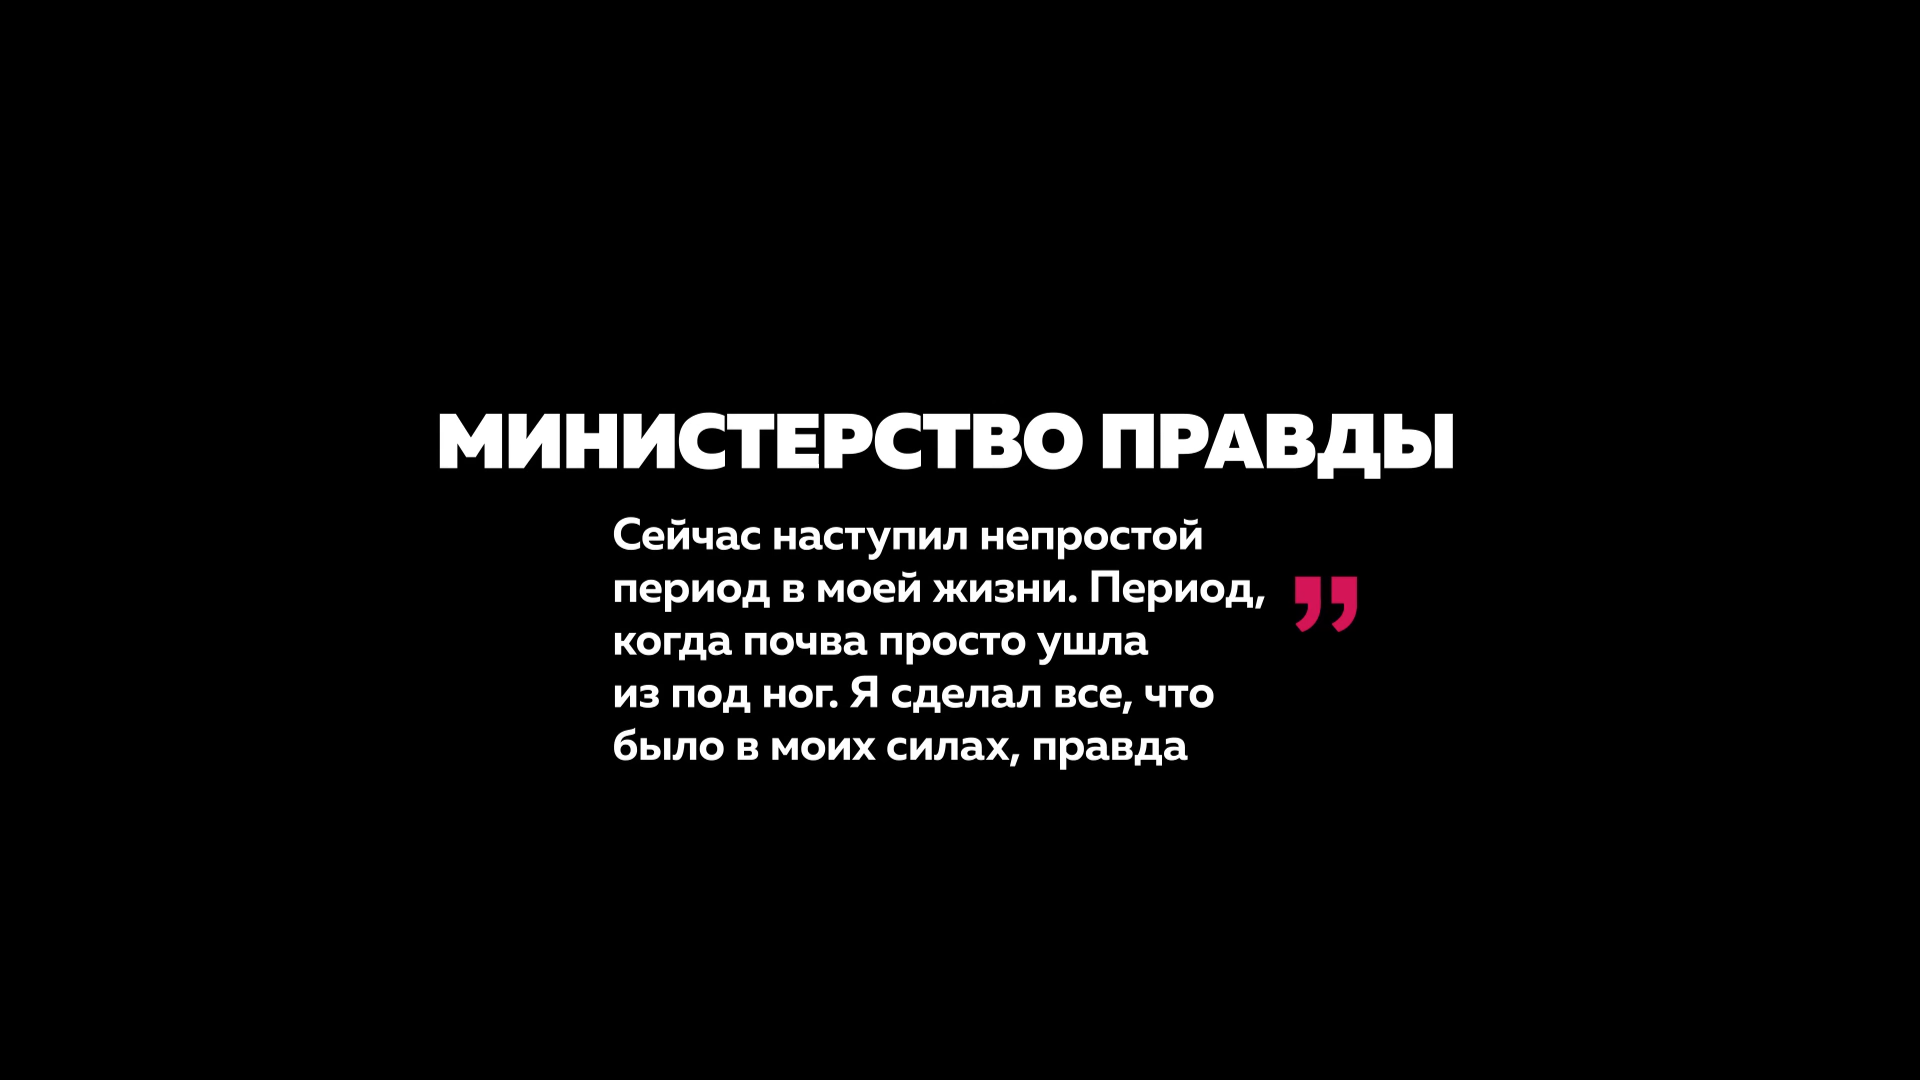 МИНИСТЕРСТВО ПРАВДЫ
Сейчас наступил непростой
период в моей жизни. Период,
когда почва просто ушла
из под ног. Я сделал все, что
было в моих силах, правда
”